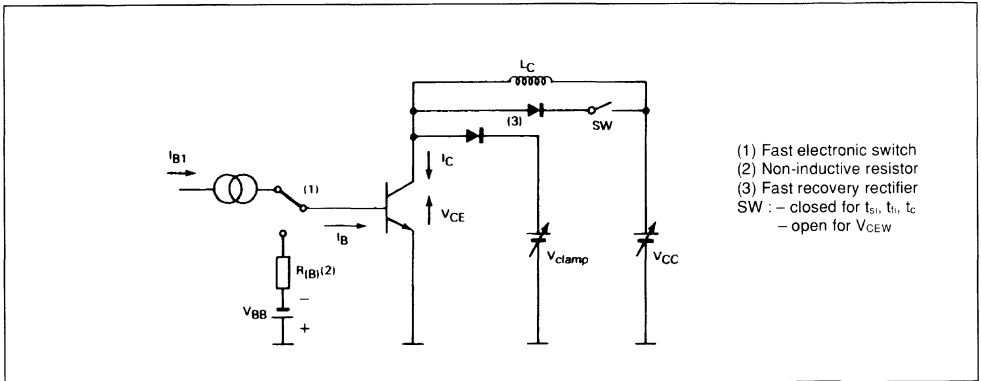 LC
(3)
SW
IB1
(1)
IC
VCE
IB
R(B)(2)
VBB
−
+
Vclamp
VCC
(1) Fast electronic switch
(2) Non-inductive resistor
(3) Fast recovery rectifier
SW : – closed for tsi, tfi, tc
– open for VCEW